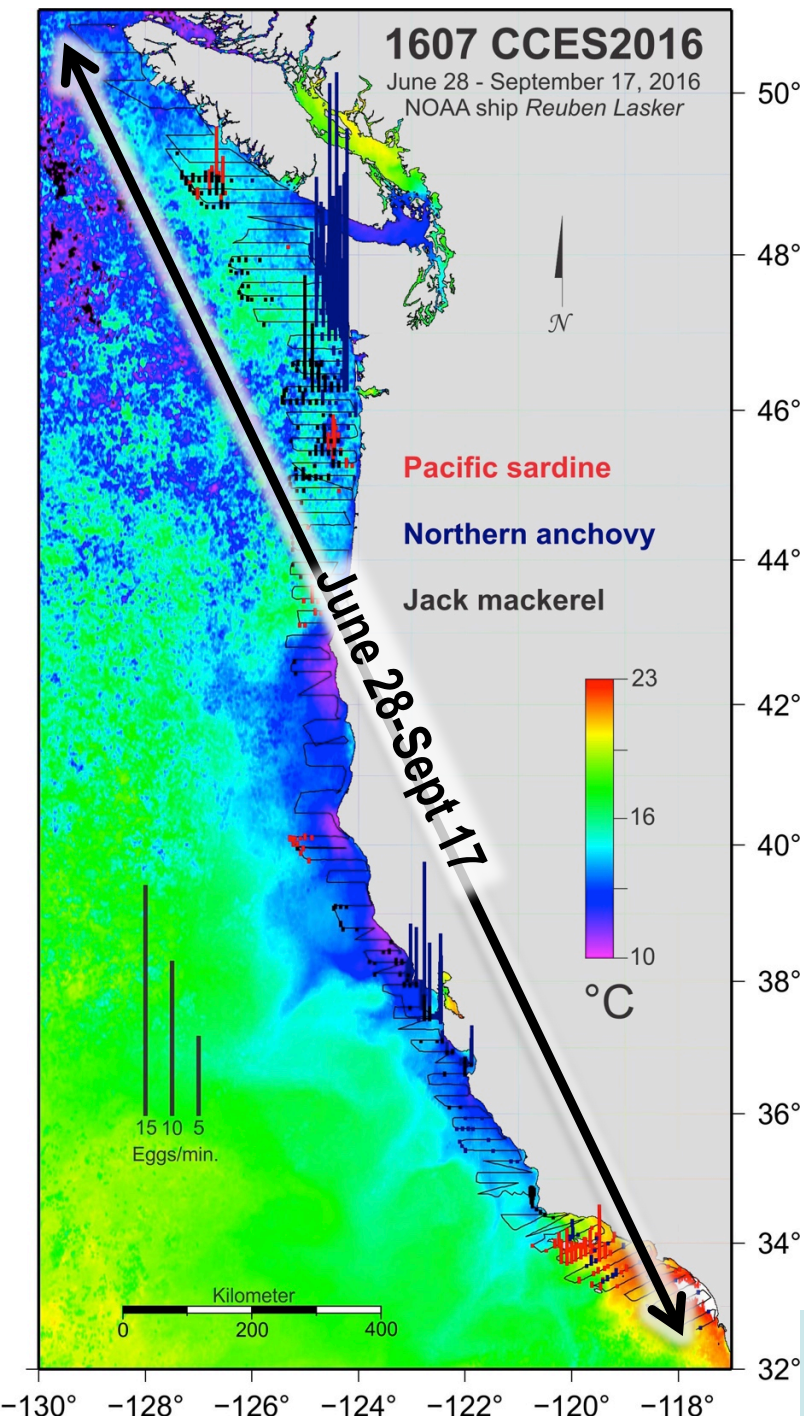 1607 CCES2016
June 28 - September 17, 2016
NOAA ship Reuben Lasker
50°
48°
N
46°
Pacific sardine
Northern anchovy
44°
Jack mackerel
June 28-Sept 17
23
42°
16
40°
10
38°
°C
36°
15 10 5
Eggs/min.
34°
Kilometer
0 200 400
32°
−130° −128° −126° −124° −122° −120° −118°